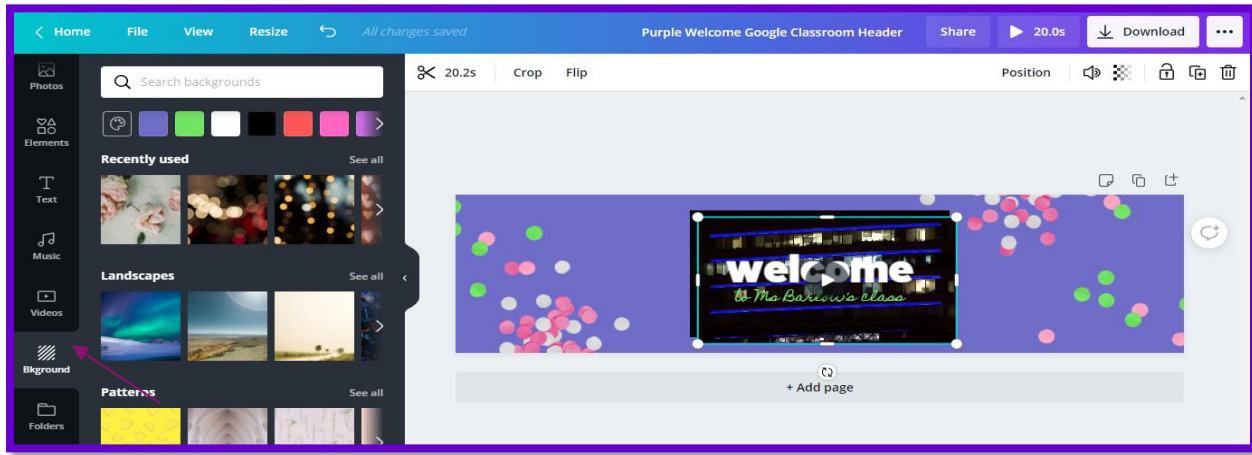 Home File View Resize All changes saved Purple Welcome Google Classroom Header Share 20.0s Download
Photos
Elements
Text
Music
Videos
Bkground
Folders
Search backgrounds
Recently used See all
Landscapes See all
Patterns See all
20.2s Crop Flip Position
welcome
to Ms Barlow's class
+ Add page